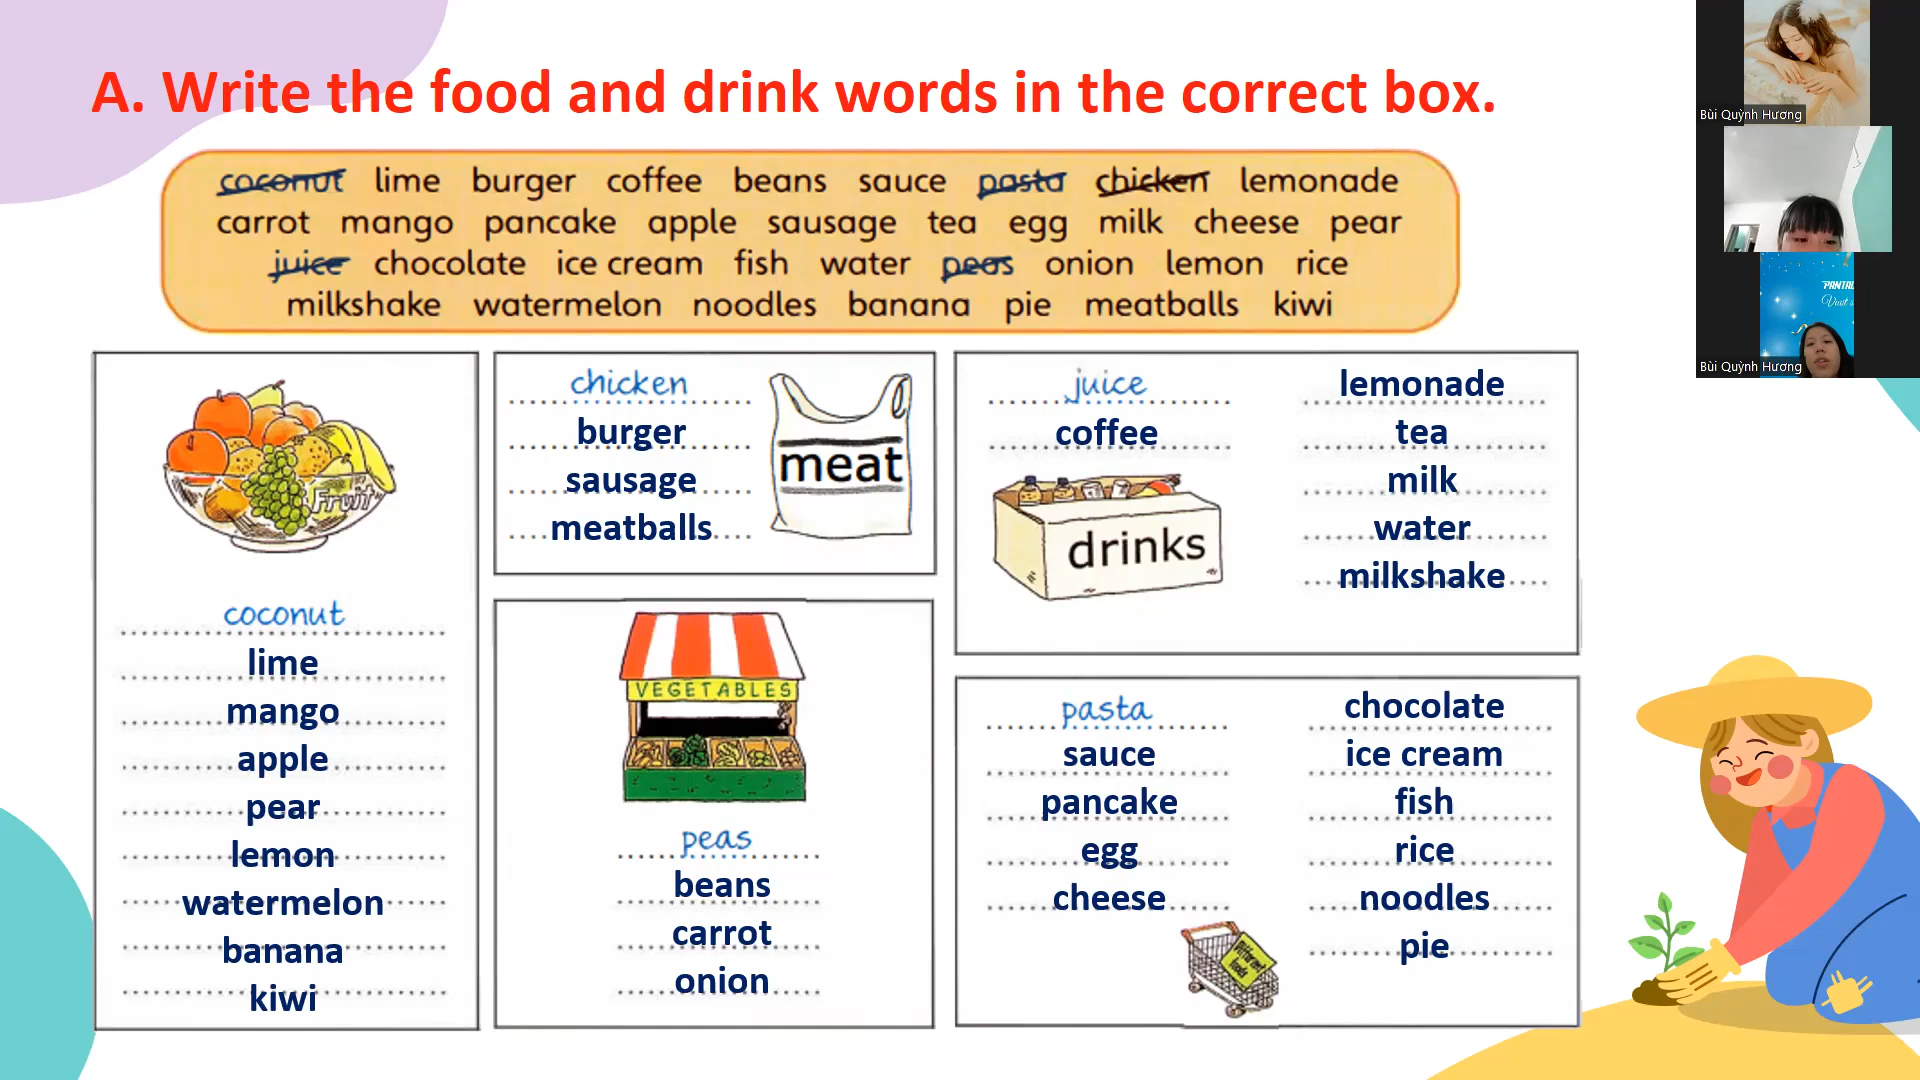 A. Write the food and drink words in the correct box.
coconut lime burger coffee beans sauce pasta chicken lemonade
carrot mango pancake apple sausage tea egg milk cheese pear
juice chocolate ice cream fish water peas onion lemon rice
milkshake watermelon noodles banana pie meatballs kiwi
Fruit
coconut
lime
mango
apple
pear
lemon
watermelon
banana
kiwi
chicken
burger
sausage
meatballs
meat
VEGETABLES
peas
beans
carrot
onion
juice
coffee
drinks
lemonade
tea
milk
water
milkshake
pasta
sauce
pancake
egg
cheese
Different
foods
chocolate
ice cream
fish
rice
noodles
pie
Bùi Quỳnh Hương
Bùi Quỳnh Hương